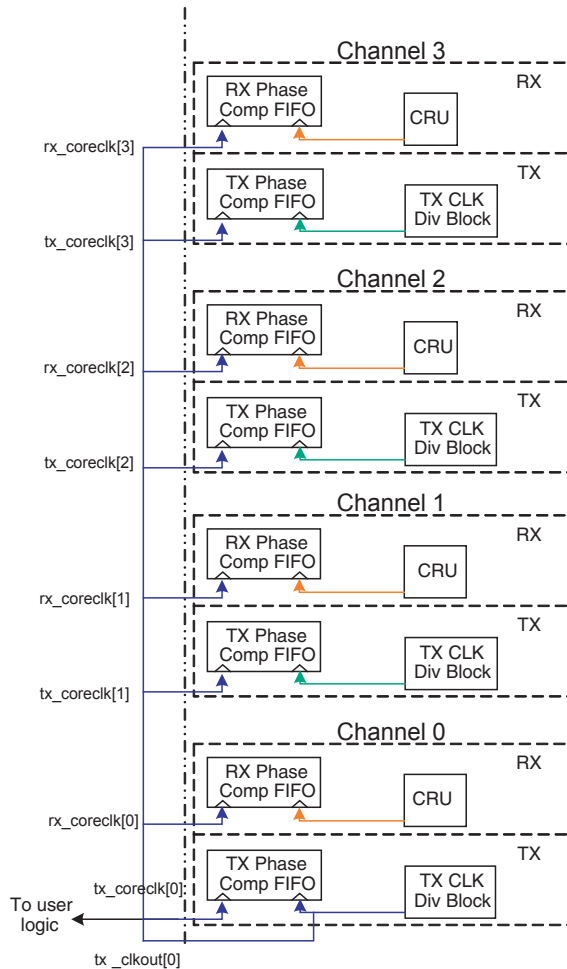 Channel 3
RX
RX Phase
Comp FIFO
CRU
rx_coreclk[3]
TX
TX Phase
Comp FIFO
TX CLK
Div Block
tx_coreclk[3]
Channel 2
RX
RX Phase
Comp FIFO
CRU
rx_coreclk[2]
TX
TX Phase
Comp FIFO
TX CLK
Div Block
tx_coreclk[2]
Channel 1
RX
RX Phase
Comp FIFO
CRU
rx_coreclk[1]
TX
TX Phase
Comp FIFO
TX CLK
Div Block
tx_coreclk[1]
Channel 0
RX
RX Phase
Comp FIFO
CRU
rx_coreclk[0]
TX
TX Phase
Comp FIFO
TX CLK
Div Block
tx_coreclk[0]
To user
logic
tx _clkout[0]